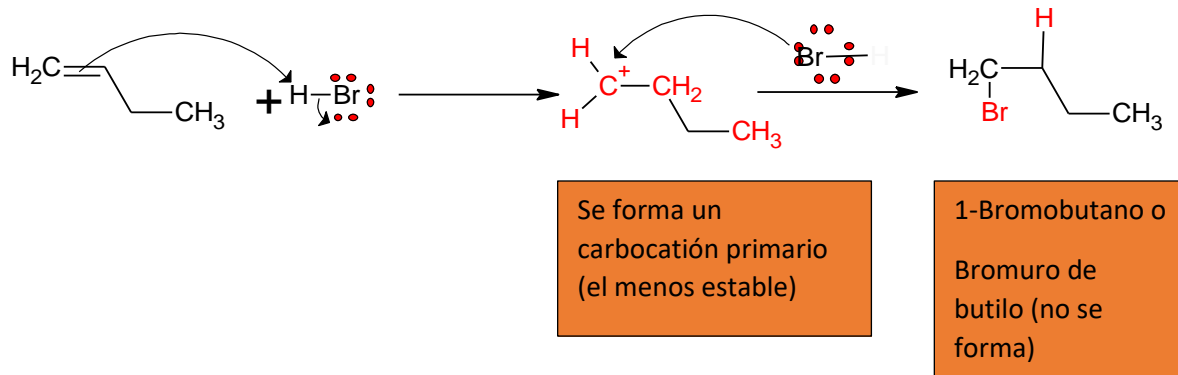 H₂C
CH₃
+
H Br
H
H
C
+
CH₂
CH₃
Br H
H
H₂C
Br
CH₃
Se forma un
carbocatión primario
(el menos estable)
1-Bromobutano o
Bromuro de
butilo (no se
forma)